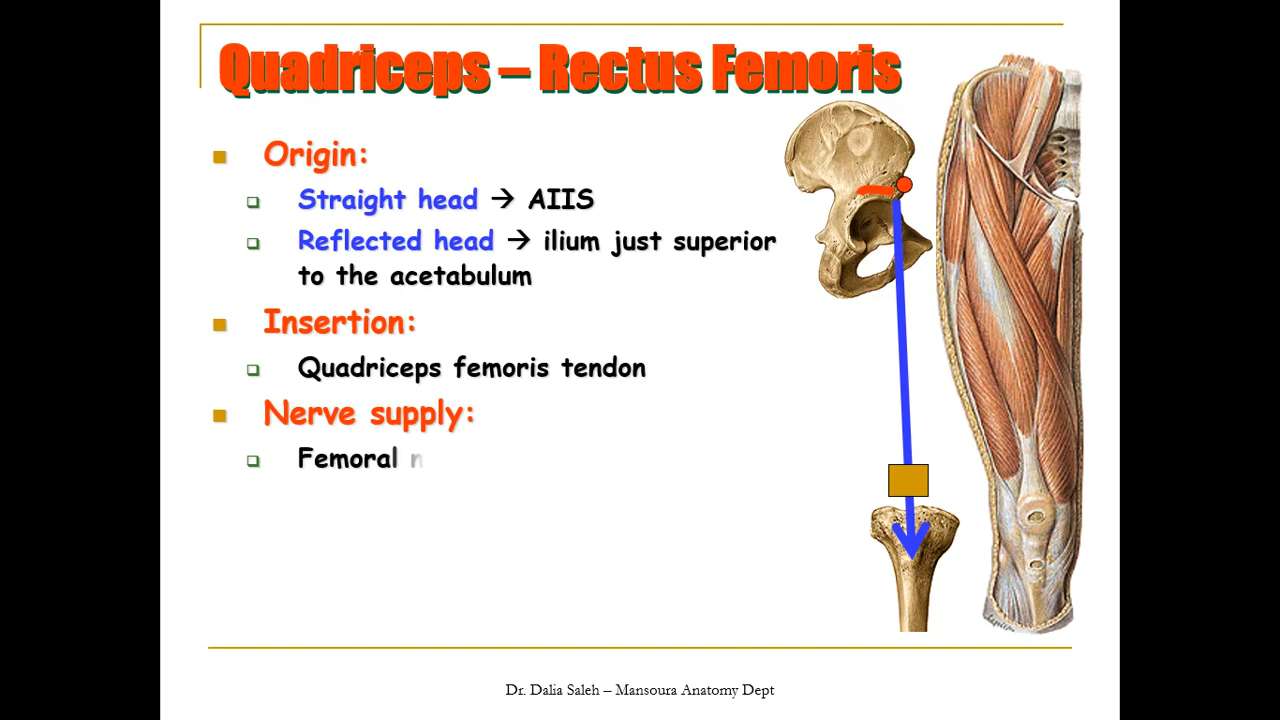 Quadriceps – Rectus Femoris
Origin:
Straight head → AIIS
Reflected head → ilium just superior
to the acetabulum
Insertion:
Quadriceps femoris tendon
Nerve supply:
Femoral n
Dr. Dalia Saleh – Mansoura Anatomy Dept